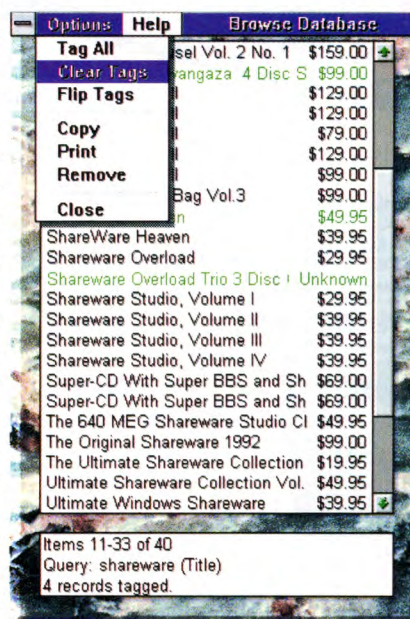 Options Help Browse Database
Tag All
Clear Tags
Flip Tags
Copy
Print
Remove
Close
sel Vol. 2 No. 1 $159.00
angaza 4 Disc S $99.00
$129.00
$129.00
$79.00
$129.00
$99.00
Bag Vol.3 $99.00
n $49.95
ShareWare Heaven $39.95
Shareware Overload $29.95
Shareware Overload Trio 3 Disc Unknown
Shareware Studio, Volume I $29.95
Shareware Studio, Volume II $39.95
Shareware Studio, Volume III $39.95
Shareware Studio, Volume IV $39.95
Super-CD With Super BBS and Sh $69.00
Super-CD With Super BBS and Sh $69.00
The 640 MEG Shareware Studio Cl $49.95
The Original Shareware 1992 $99.00
The Ultimate Shareware Collection $19.95
Ultimate Shareware Collection Vol. $49.95
Ultimate Windows Shareware $39.95
Items 11-33 of 40
Query: shareware (Title)
4 records tagged.